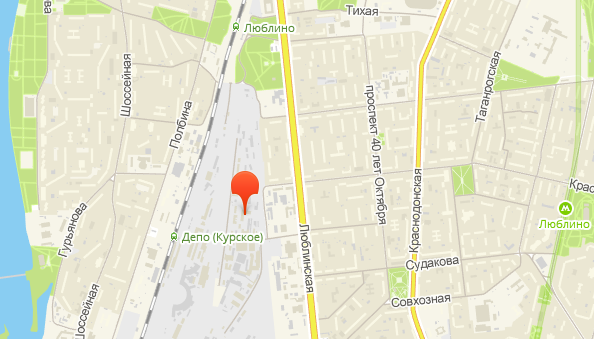 Тихая
Люблино
Шоссейная
Полбина
Таганрогская
проспект 40 лет Октября
Краснодонская
Люблино
Гурьянова
Депо (Курское)
Люблинская
Судакова
Совхозная
Шоссейная